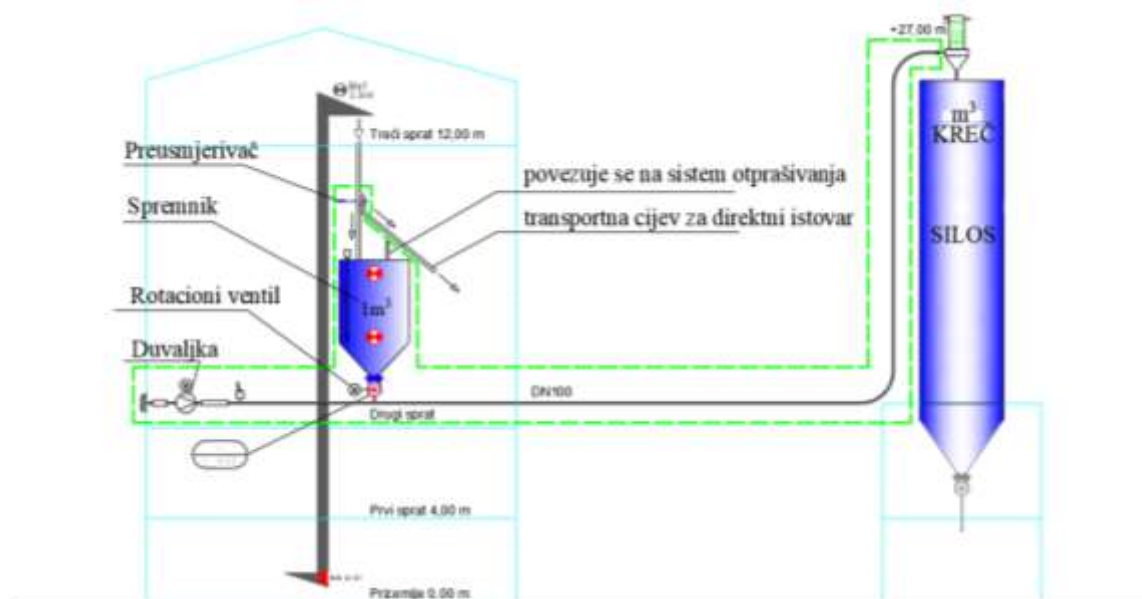 +27,00 m
m³
KREČ
Treći sprat 12,00 m
Preusmjerivač
povezuje se na sistem otprašivanja
Spremnik
transportna cijev za direktni istovar
SILOS
Rotacioni ventil
1m³
Duvaljka
DN100
Drugi sprat
Prvi sprat 4,00 m
Prizemlje 0,00 m